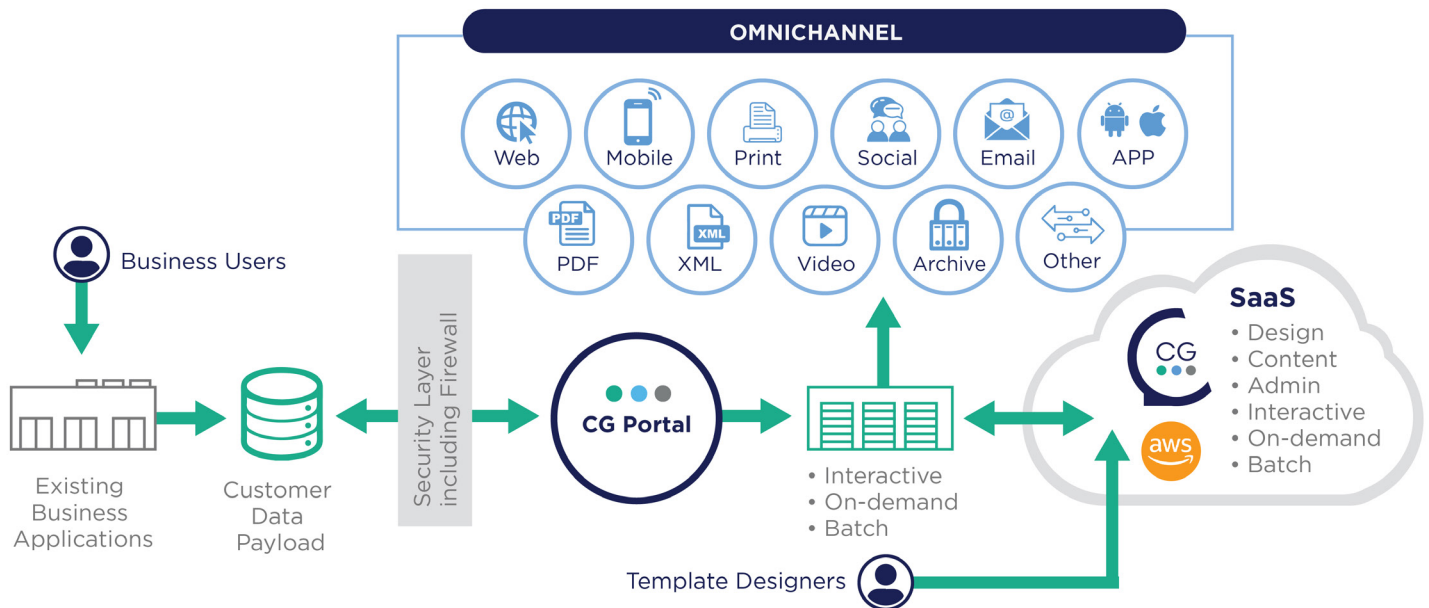 OMNICHANNEL
Web
Mobile
Print
Social
@
Email
APP
PDF
PDF
XML
XML
Video
Archive
Other
Business Users
Existing
Business
Applications
Customer
Data
Payload
Security Layer
including Firewall
CG Portal
• Interactive
• On-demand
• Batch
CG
aws
SaaS
• Design
• Content
• Admin
• Interactive
• On-demand
• Batch
Template Designers